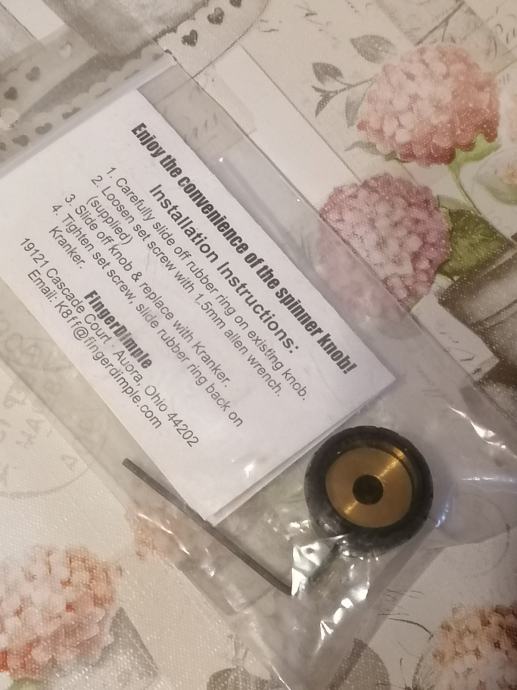 Enjoy the convenience of the spinner knob!
Installation Instructions:
1. Carefully slide off rubber ring on existing knob.
2. Loosen set screw with 1.5mm allen wrench.
(supplied)
3. Slide off knob & replace with Kranker.
4. Tighten set screw, slide rubber ring back on
Kranker.
FingerDimple
19121 Cascade Court · Auora, Ohio 44202
Email: K8ff@fingerdimple.com